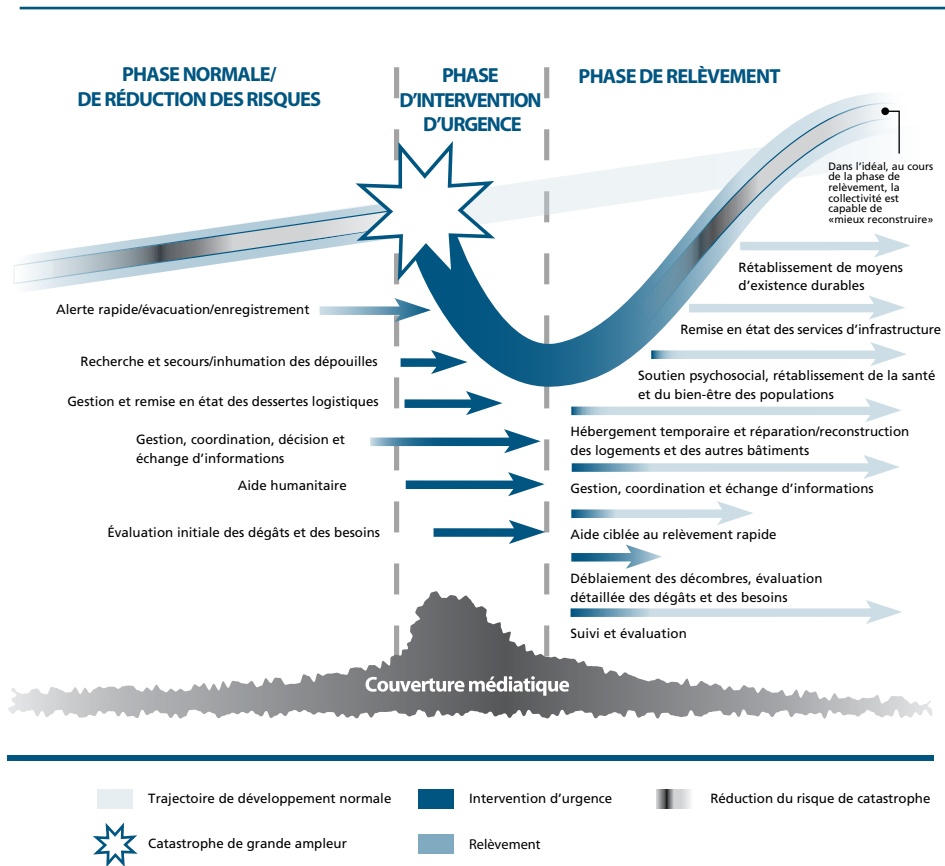 PHASE NORMALE/
DE RÉDUCTION DES RISQUES
PHASE
D’INTERVENTION
D’URGENCE
PHASE DE RELÈVEMENT
Dans l’idéal, au cours
de la phase de
relèvement, la
collectivité est
capable de
«mieux reconstruire»
Alerte rapide/évacuation/enregistrement
Recherche et secours/inhumation des dépouilles
Gestion et remise en état des dessertes logistiques
Gestion, coordination, décision et
échange d’informations
Aide humanitaire
Évaluation initiale des dégâts et des besoins
Rétablissement de moyens
d’existence durables
Remise en état des services d’infrastructure
Soutien psychosocial, rétablissement de la santé
et du bien-être des populations
Hébergement temporaire et réparation/reconstruction
des logements et des autres bâtiments
Gestion, coordination et échange d’informations
Aide ciblée au relèvement rapide
Déblaiement des décombres, évaluation
détaillée des dégâts et des besoins
Suivi et évaluation
Couverture médiatique
Trajectoire de développement normale
Intervention d’urgence
Réduction du risque de catastrophe
Catastrophe de grande ampleur
Relèvement